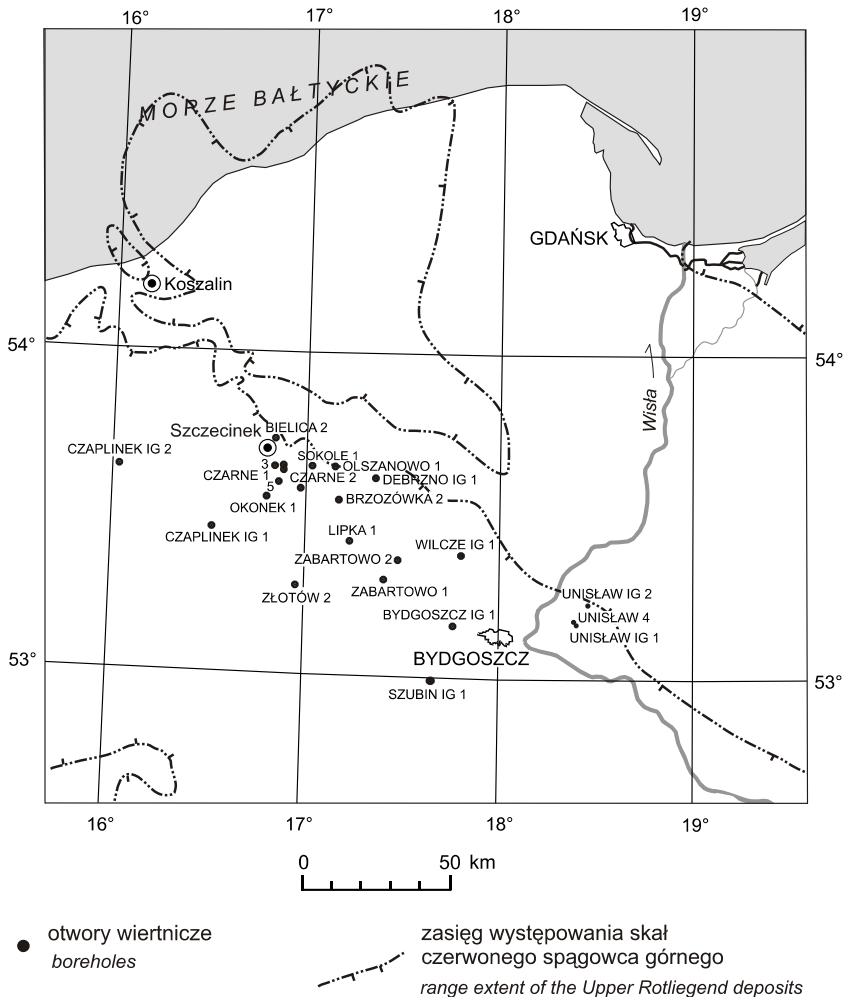 16°
17°
18°
19°
MORZE BAŁTYCKIE
GDAŃSK
Koszalin
54°
54°
Wisła
Szczecinek
BIELICA 2
CZAPLINEK IG 2
SOKOLE 1
3
OLSZANOWO 1
CZARNE 1
CZARNE 2
DEBRZNO IG 1
5
BRZOZÓWKA 2
OKONEK 1
CZAPLINEK IG 1
LIPKA 1
WILCZE IG 1
ZABARTOWO 2
ZŁOTÓW 2
ZABARTOWO 1
UNISŁAW IG 2
BYDGOSZCZ IG 1
UNISŁAW 4
UNISŁAW IG 1
BYDGOSZCZ
53°
53°
SZUBIN IG 1
16°
17°
18°
19°
0 50 km
otwory wiertnicze
boreholes
zasięg występowania skał
czerwonego spągowca górnego
range extent of the Upper Rotliegend deposits